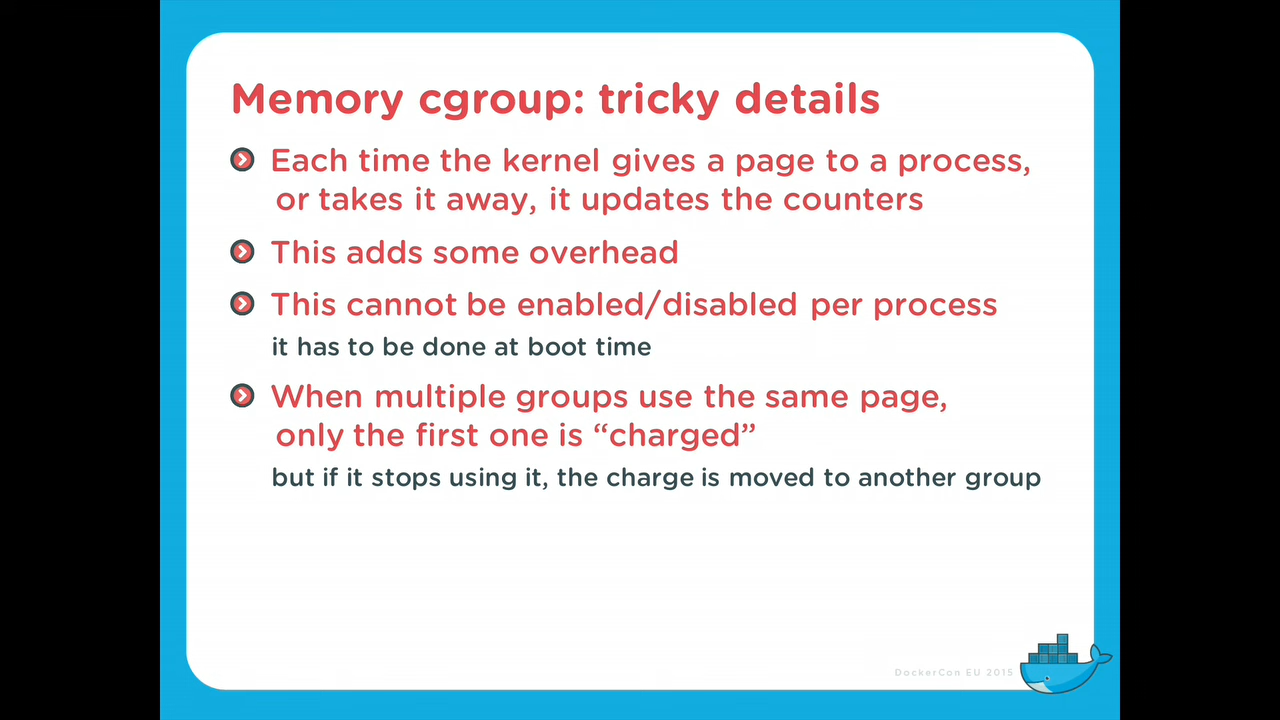 Memory cgroup: tricky details
Each time the kernel gives a page to a process,
or takes it away, it updates the counters
This adds some overhead
This cannot be enabled/disabled per process
it has to be done at boot time
When multiple groups use the same page,
only the first one is “charged”
but if it stops using it, the charge is moved to another group
DockerCon EU 2015